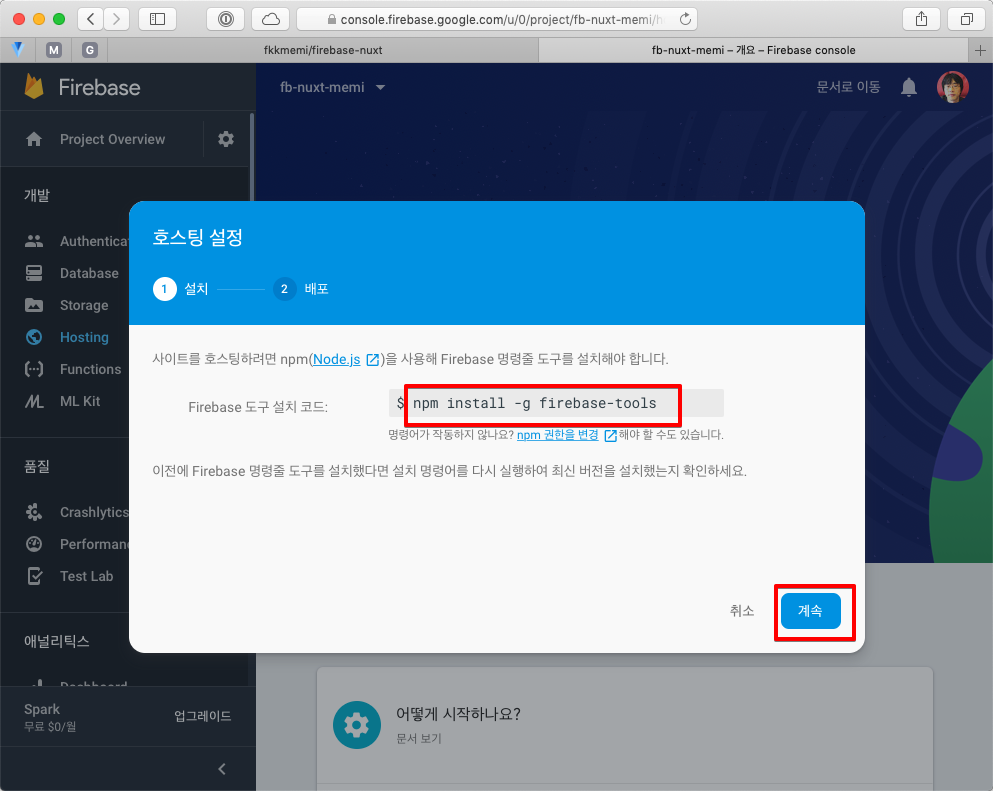 console.firebase.google.com/u/0/project/fb-nuxt-memi/h
M
G
fkkmemi/firebase-nuxt
fb-nuxt-memi – 개요 – Firebase console
Firebase
fb-nuxt-memi
문서로 이동
Project Overview
개발
Authentica
Database
Storage
Hosting
Functions
ML Kit
품질
Crashlytics
Performan
Test Lab
애널리틱스
Dashboard
Spark
무료 $0/월
업그레이드
호스팅 설정
1 설치
2 배포
사이트를 호스팅하려면 npm(Node.js)을 사용해 Firebase 명령줄 도구를 설치해야 합니다.
Firebase 도구 설치 코드:
$ npm install -g firebase-tools
명령어가 작동하지 않나요? npm 권한을 변경해야 할 수도 있습니다.
이전에 Firebase 명령줄 도구를 설치했다면 설치 명령어를 다시 실행하여 최신 버전을 설치했는지 확인하세요.
취소
계속
어떻게 시작하나요?
문서 보기